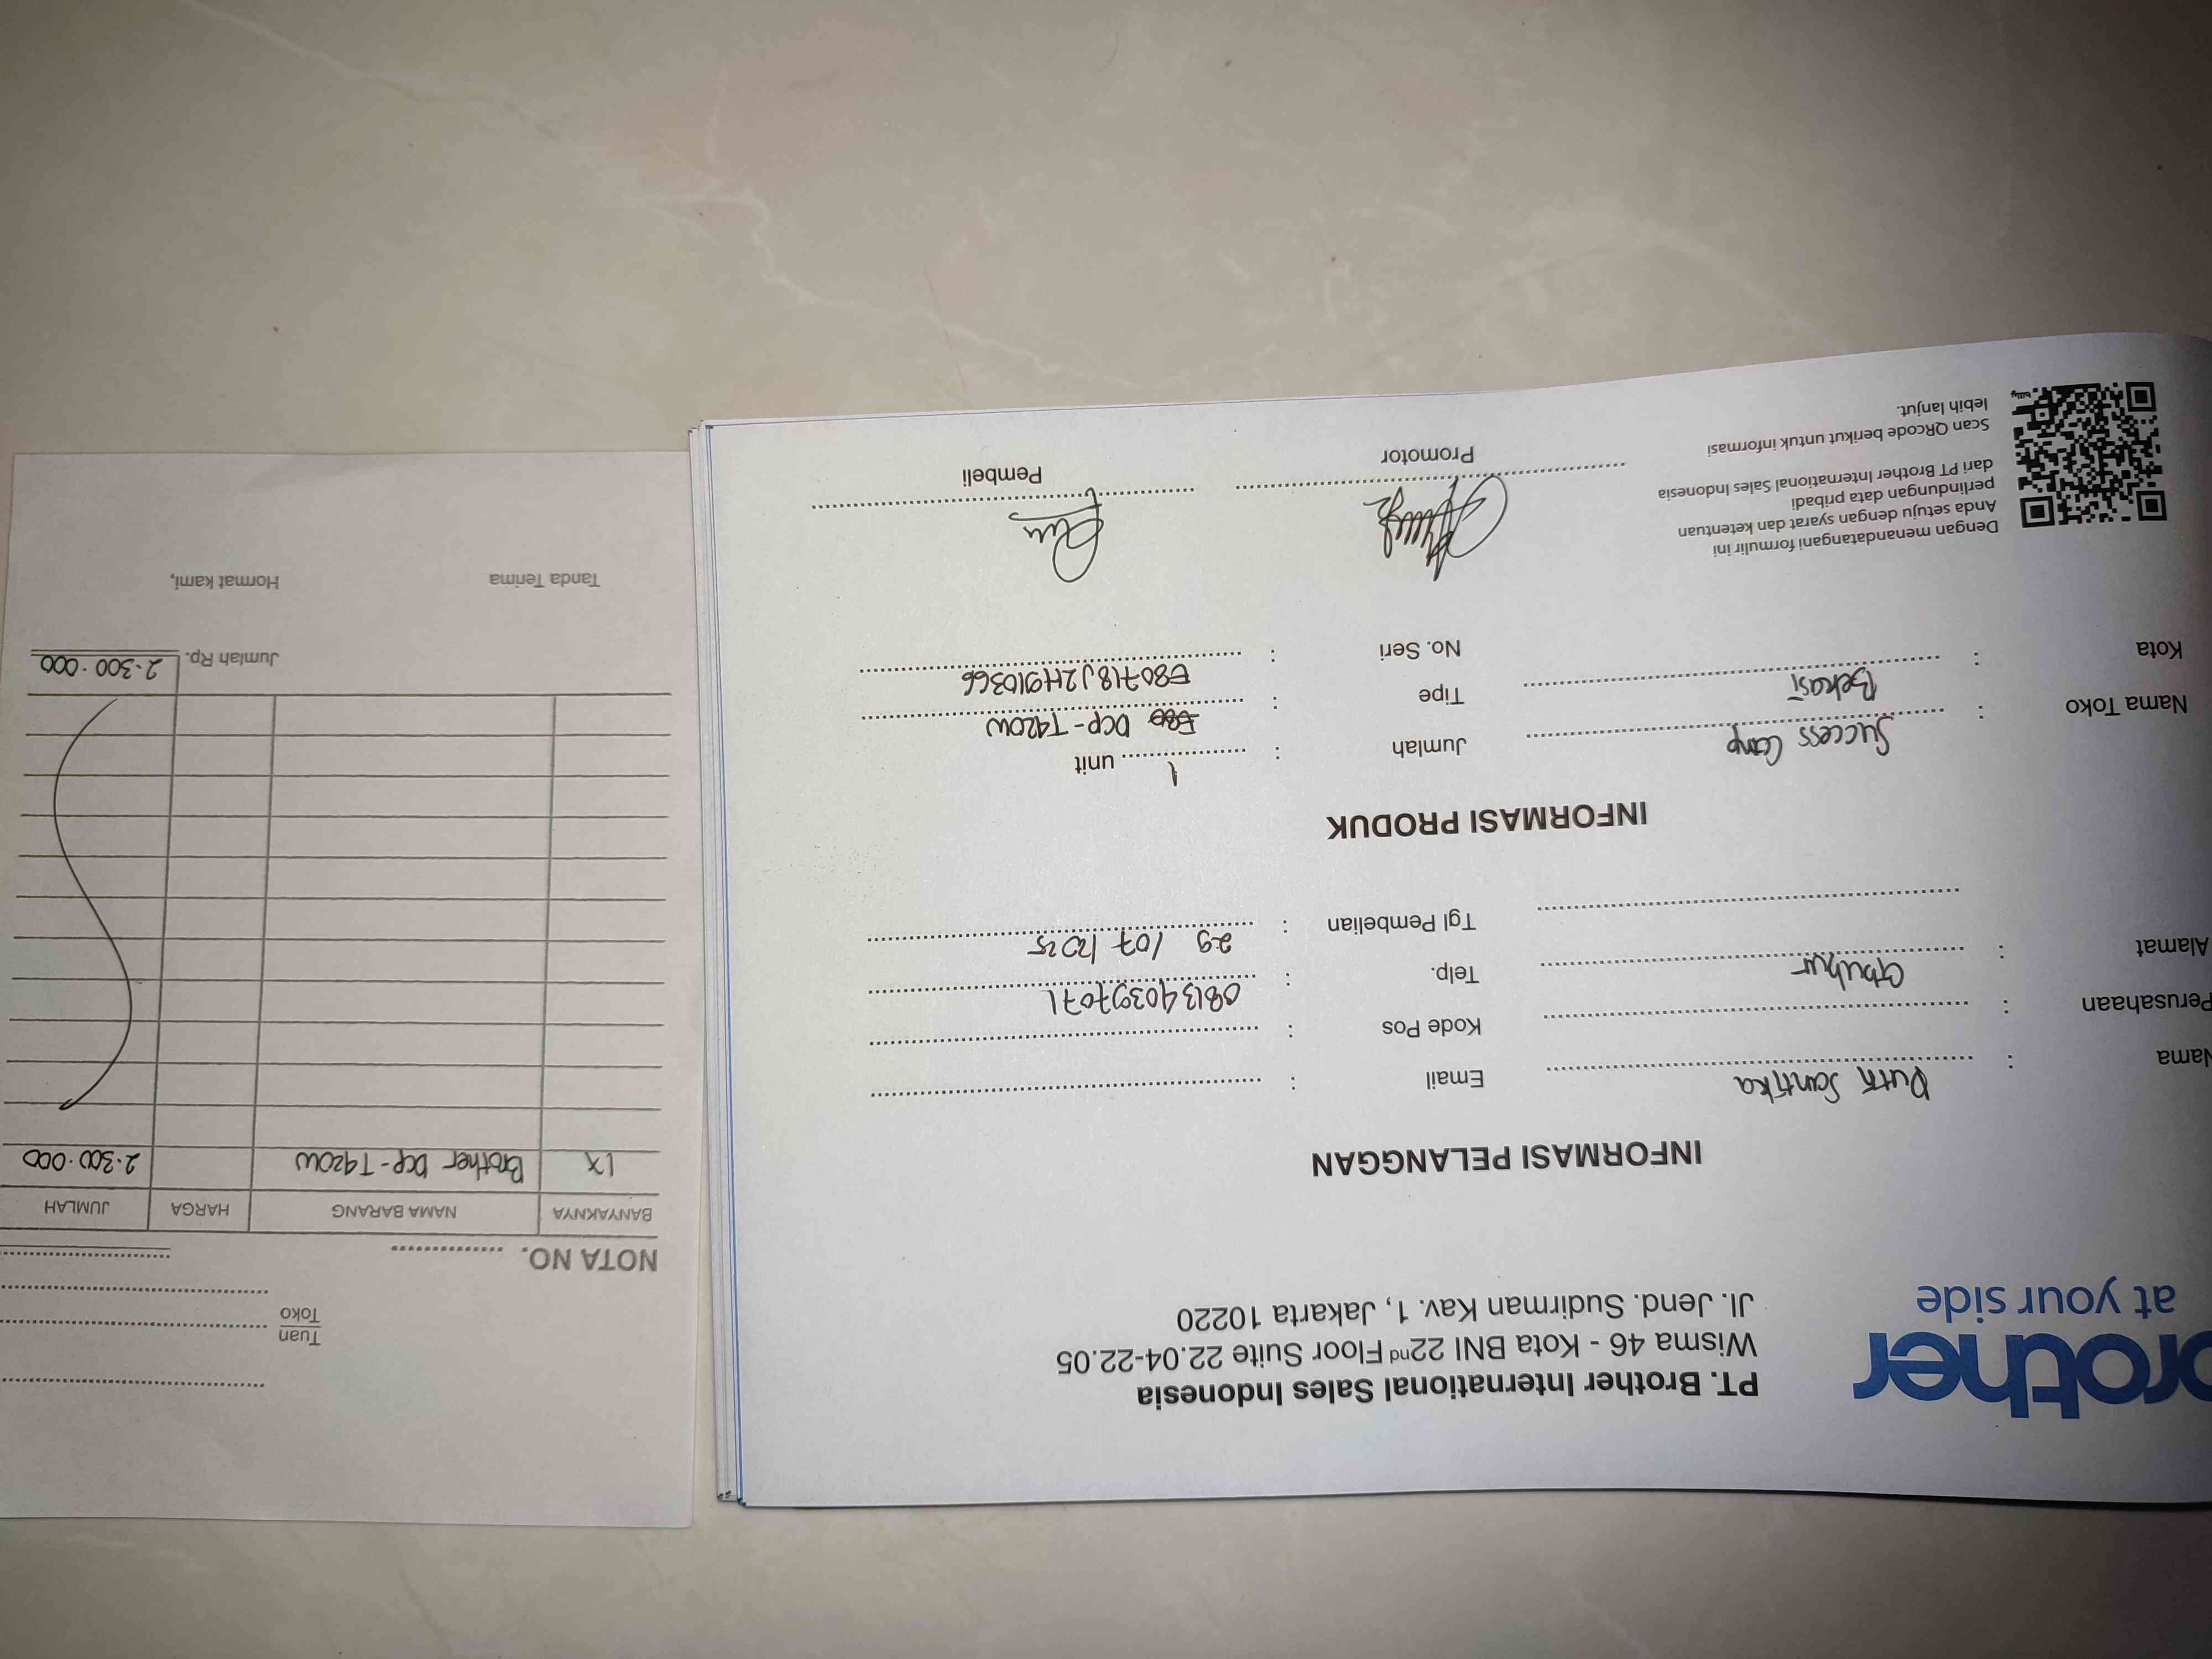 brother
at your side
PT. Brother International Sales Indonesia
Wisma 46 - Kota BNI 22nd Floor Suite 22.04-22.05
Jl. Jend. Sudirman Kav. 1, Jakarta 10220
INFORMASI PELANGGAN
Nama : Putri Santika
Perusahaan :
Alamat : Cibubur
Email :
Kode Pos :
Telp. : 081340397071
Tgl Pembelian : 29 / 07 / 2025
INFORMASI PRODUK
Nama Toko : Success Comp
Kota : Bekasi
Jumlah : 1 unit
Tipe : DCP-T420W
No. Seri : E80718J2H910366
Dengan menandatangani formulir ini
Anda setuju dengan syarat dan ketentuan
perlindungan data pribadi
dari PT Brother International Sales Indonesia
Scan QRcode berikut untuk informasi
lebih lanjut.
Promotor
Pembeli
Tuan
Toko
NOTA NO.
BANYAKNYA NAMA BARANG HARGA JUMLAH
1x Brother DCP-T420W 2.300.000
Jumlah Rp. 2.300.000
Tanda Terima Hormat kami,